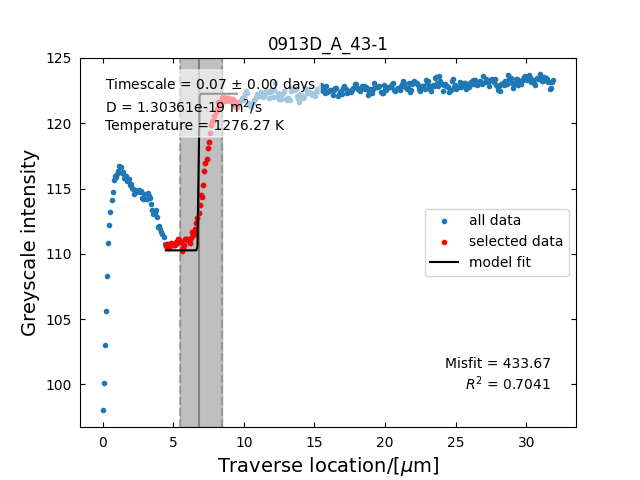 0913D_A_43-1
125
120
115
110
105
100
Greyscale intensity
Timescale = 0.07 ± 0.00 days
D = 1.30361e-19 m²/s
Temperature = 1276.27 K
all data
selected data
model fit
Misfit = 433.67
R² = 0.7041
0 5 10 15 20 25 30
Traverse location/[μm]